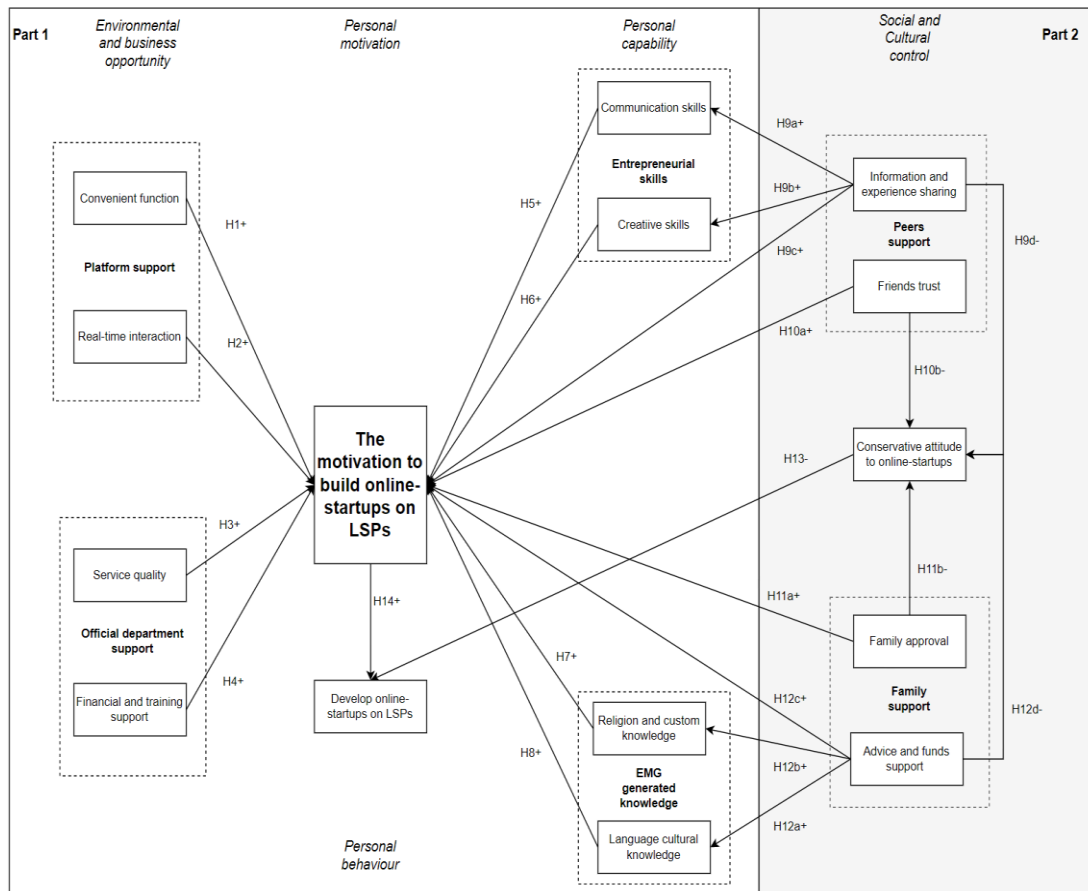 Part 1
Environmental
and business
opportunity
Personal
motivation
Personal
capability
Social and
Cultural
control
Part 2
Communication skills
H9a+
Entrepreneurial
skills
Information and
experience sharing
Convenient function
H5+
H9b+
Creatiive skills
Peers
support
H1+
H9c+
H9d-
Platform support
Friends trust
H6+
Real-time interaction
H2+
H10a+
H10b-
The
motivation to
build online-
startups on
LSPs
Conservative attitude
to online-startups
H13-
H3+
Service quality
H11b-
H14+
H11a+
Official department
support
Family approval
H7+
H4+
Financial and training
support
Develop online-
startups on LSPs
H12c+
Family
support
H12d-
Religion and custom
knowledge
H8+
Advice and funds
support
H12b+
EMG
generated
knowledge
H12a+
Language cultural
knowledge
Personal
behaviour